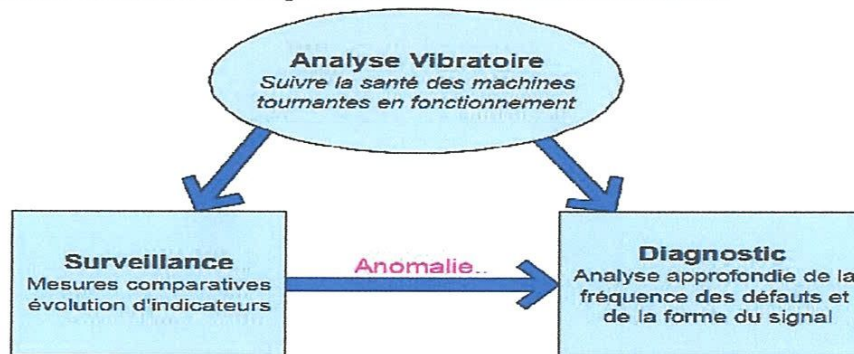 Analyse Vibratoire
Suivre la santé des machines
tournantes en fonctionnement
Surveillance
Mesures comparatives
évolution d'indicateurs
Anomalie..
Diagnostic
Analyse approfondie de la
fréquence des défauts et
de la forme du signal